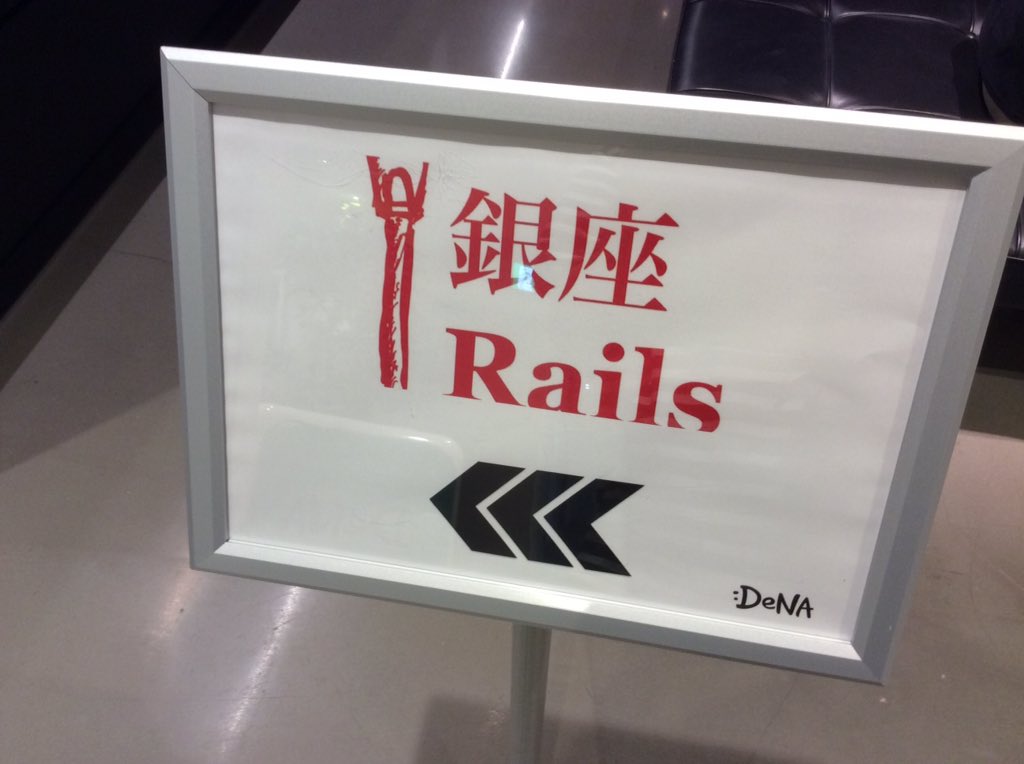 銀座
Rails
:DeNA